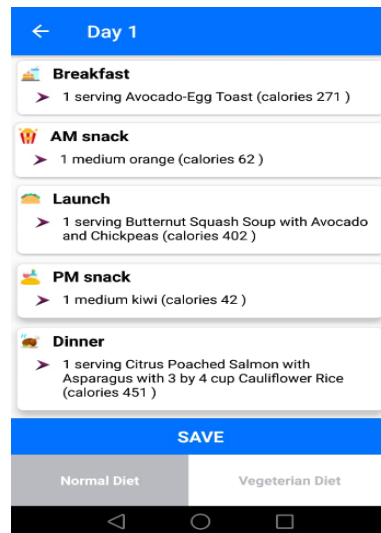 Day 1
Breakfast
1 serving Avocado-Egg Toast (calories 271 )
AM snack
1 medium orange (calories 62 )
Launch
1 serving Butternut Squash Soup with Avocado
and Chickpeas (calories 402 )
PM snack
1 medium kiwi (calories 42 )
Dinner
1 serving Citrus Poached Salmon with
Asparagus with 3 by 4 cup Cauliflower Rice
(calories 451 )
SAVE
Normal Diet
Vegeterian Diet